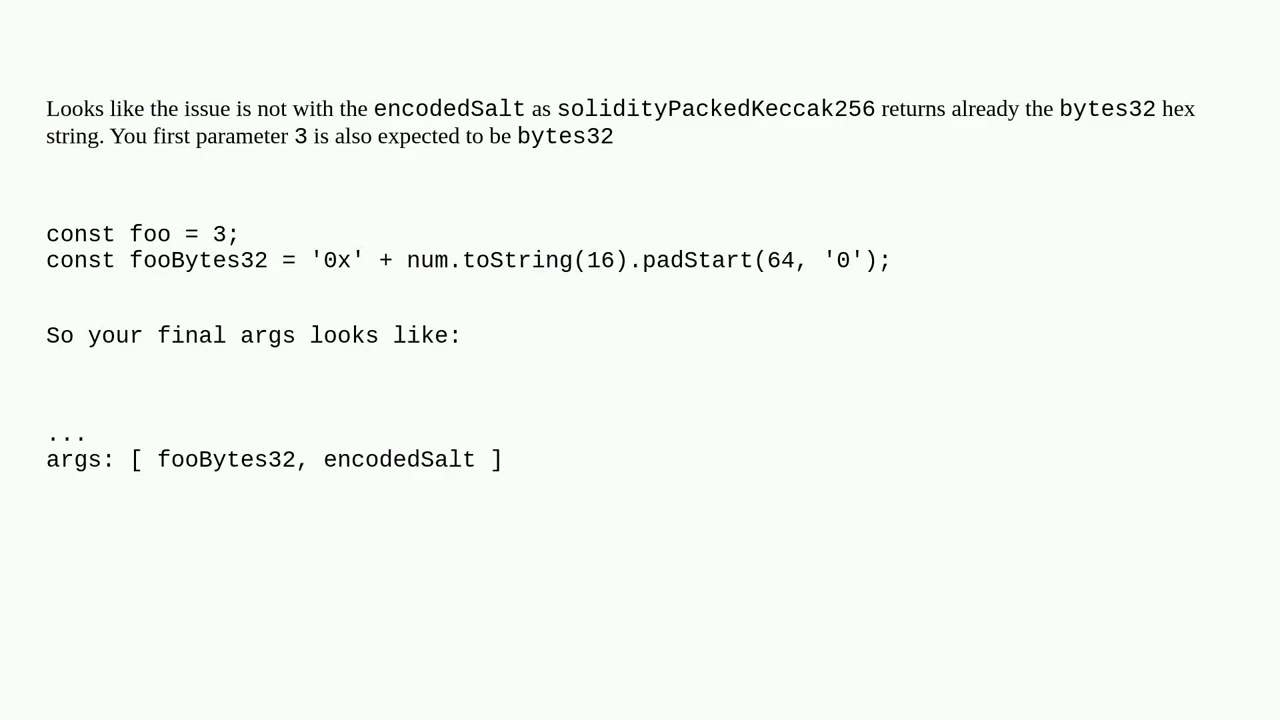 Looks like the issue is not with the encodedSalt as solidityPackedKeccak256 returns already the bytes32 hex
string. You first parameter 3 is also expected to be bytes32
const foo = 3;
const fooBytes32 = '0x' + num.toString(16).padStart(64, '0');
So your final args looks like:
...
args: [ fooBytes32, encodedSalt ]